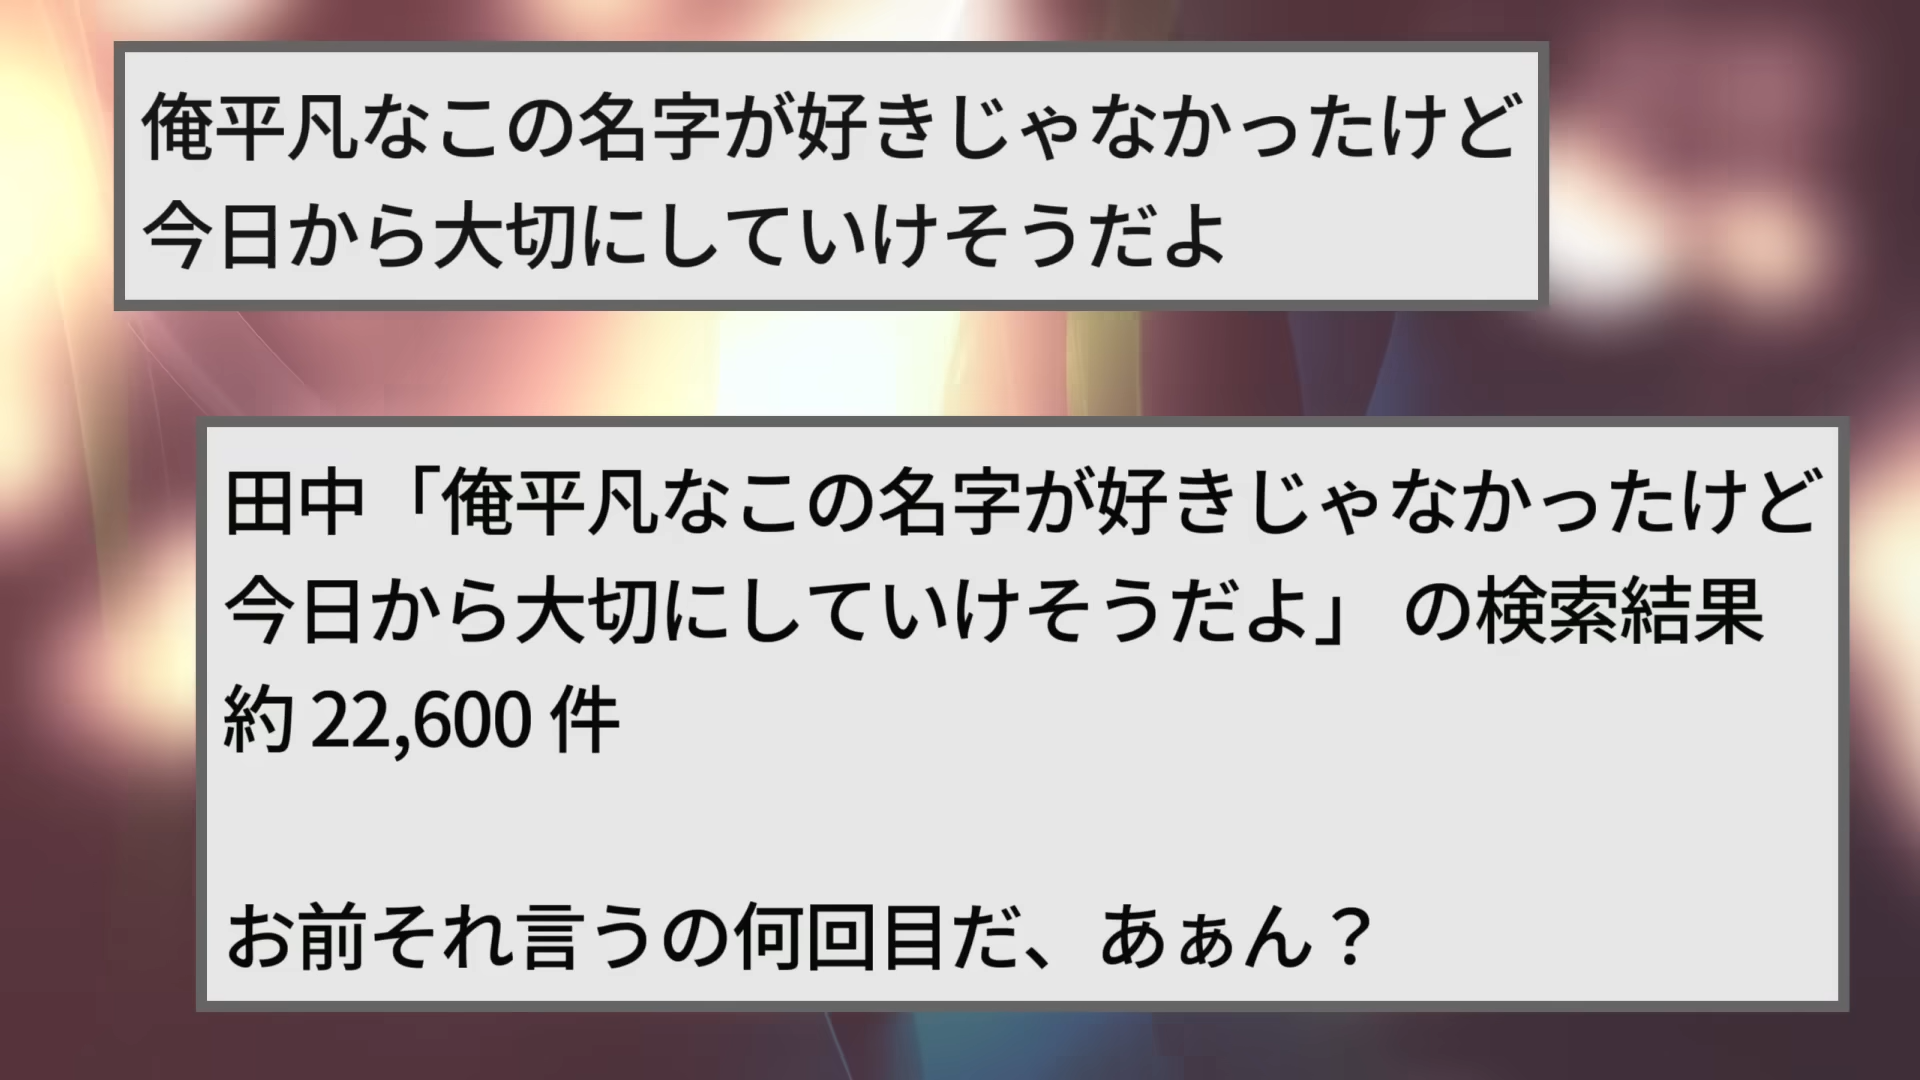 俺平凡なこの名字が好きじゃなかったけど
今日から大切にしていけそうだよ
田中「俺平凡なこの名字が好きじゃなかったけど
今日から大切にしていけそうだよ」 の検索結果
約 22,600 件
お前それ言うの何回目だ、あぁん？